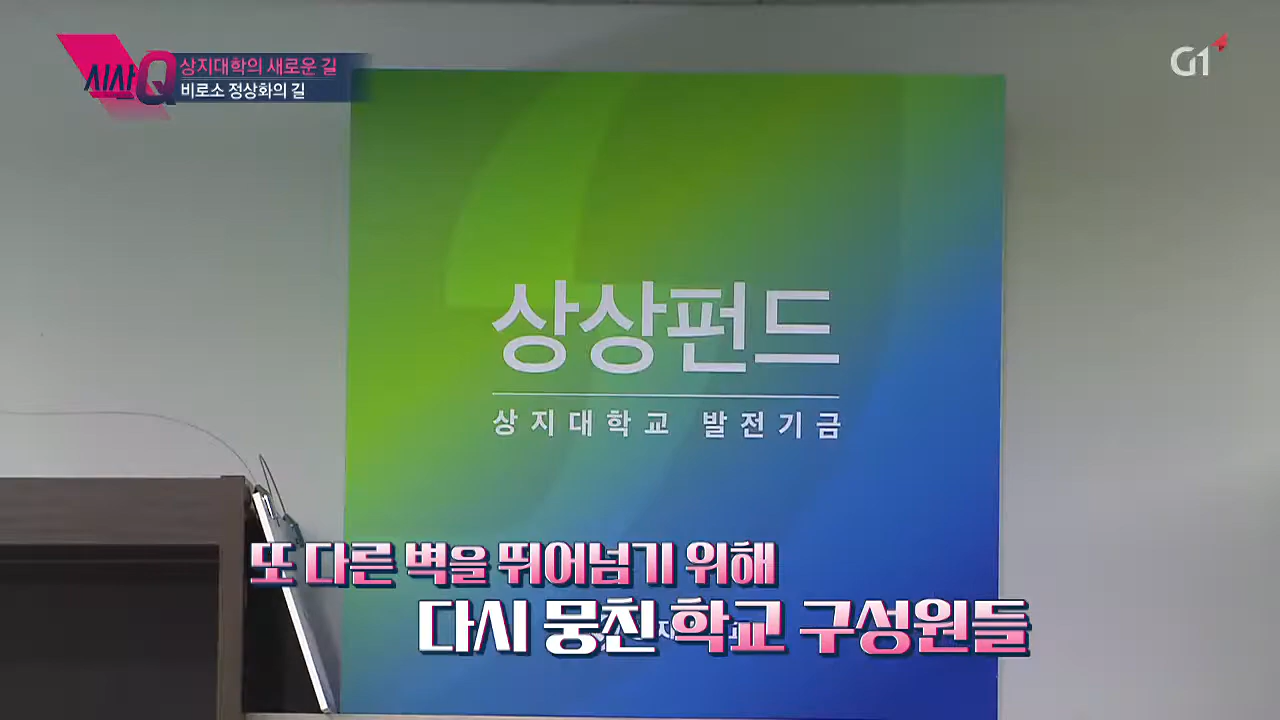 시사Q
상지대학의 새로운 길
비로소 정상화의 길
G1
상상펀드
상지대학교 발전기금
또 다른 벽을 뛰어넘기 위해
다시 뭉친 학교 구성원들